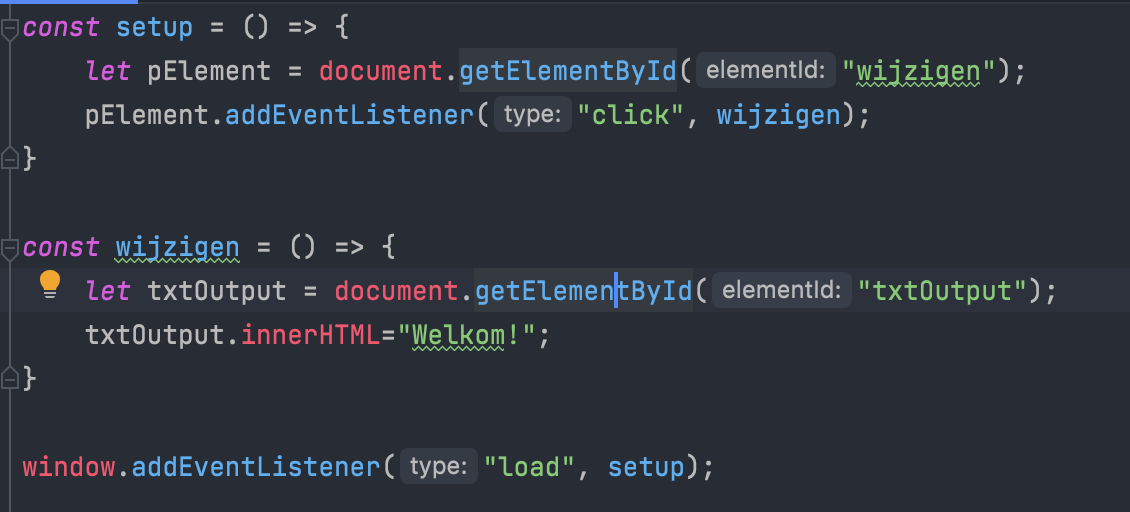 const setup = () => {
let pElement = document.getElementById( elementId: "wijzigen");
pElement.addEventListener( type: "click", wijzigen);
}
const wijzigen = () => {
let txtOutput = document.getElementById( elementId: "txtOutput");
txtOutput.innerHTML="Welkom!";
}
window.addEventListener( type: "load", setup);